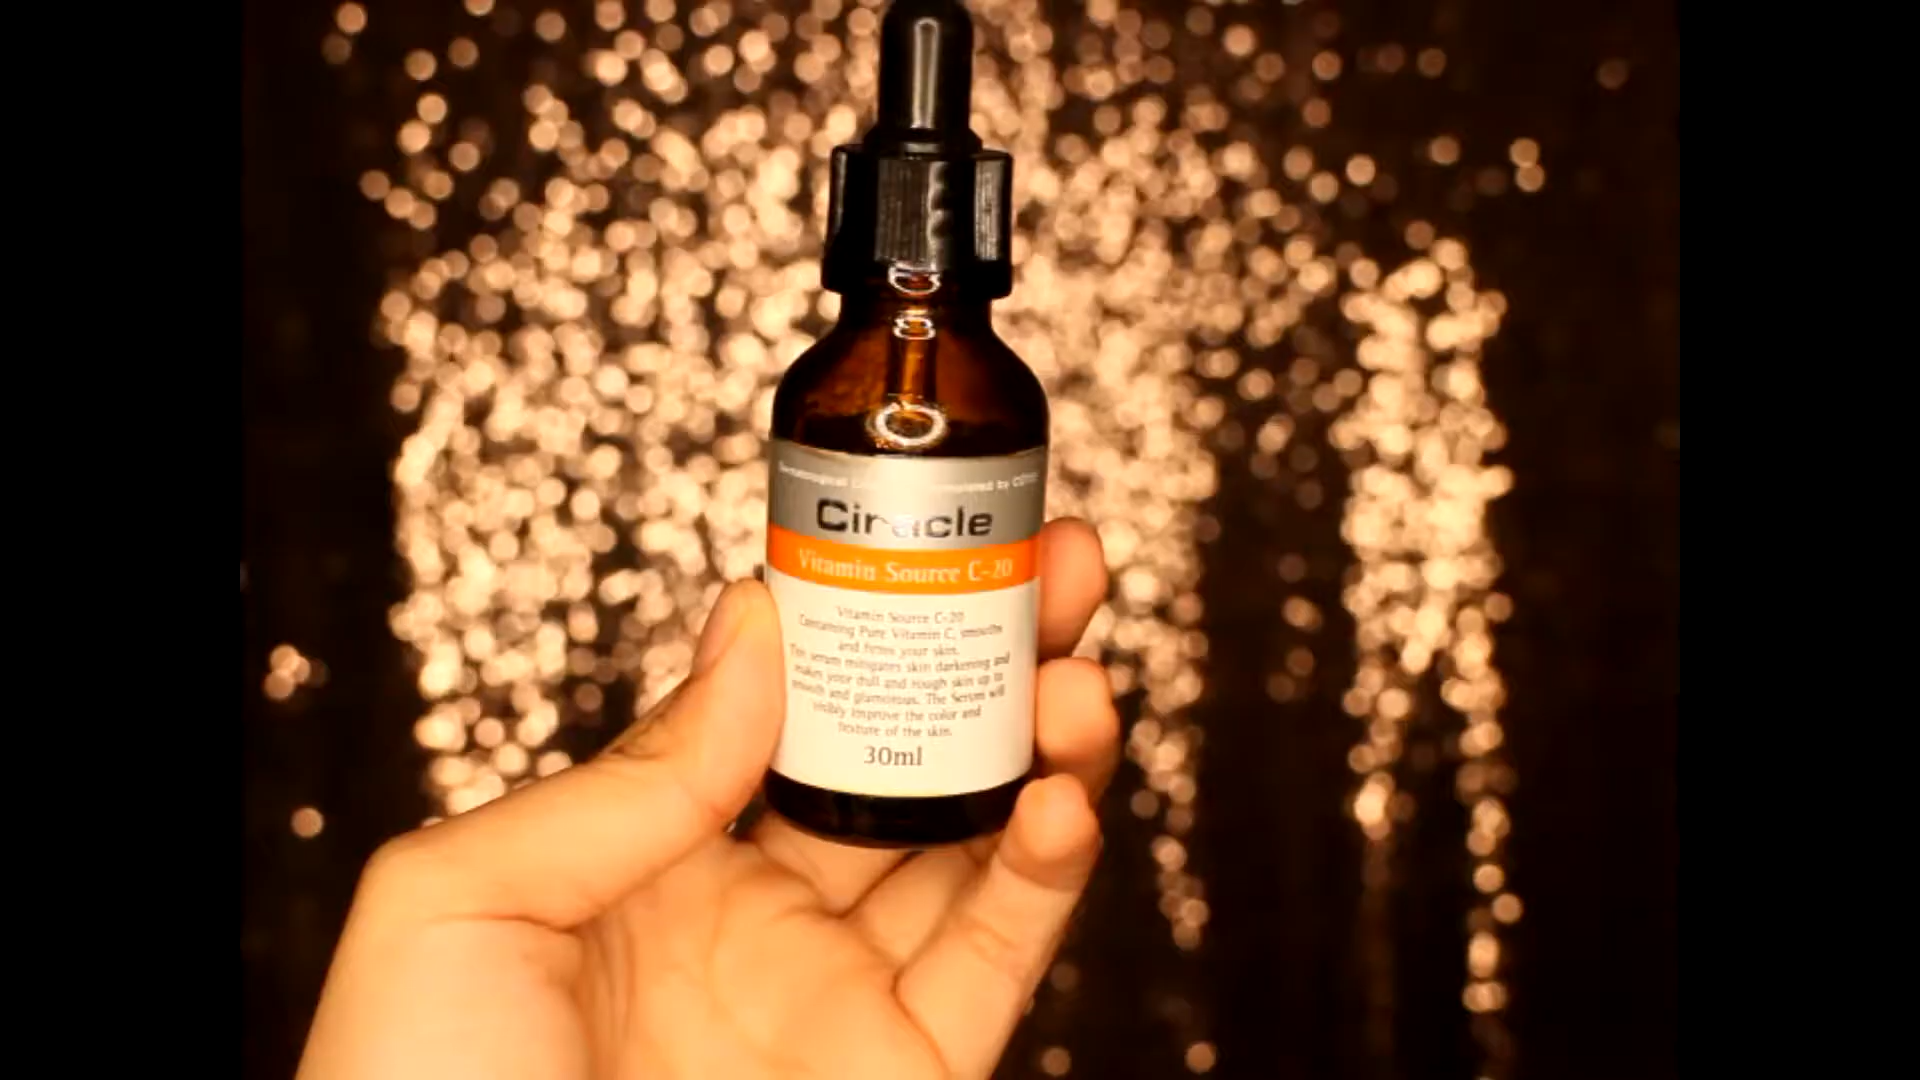 Ciracle
Vitamin Source C-20
Vitamin Source C-20
Containing Pure Vitamin C, smooths
and firms your skin.
The serum mitigates skin darkening and
makes your dull and rough skin up to
smooth and glamorous. The Serum will
visibly improve the color and
texture of the skin.
30ml